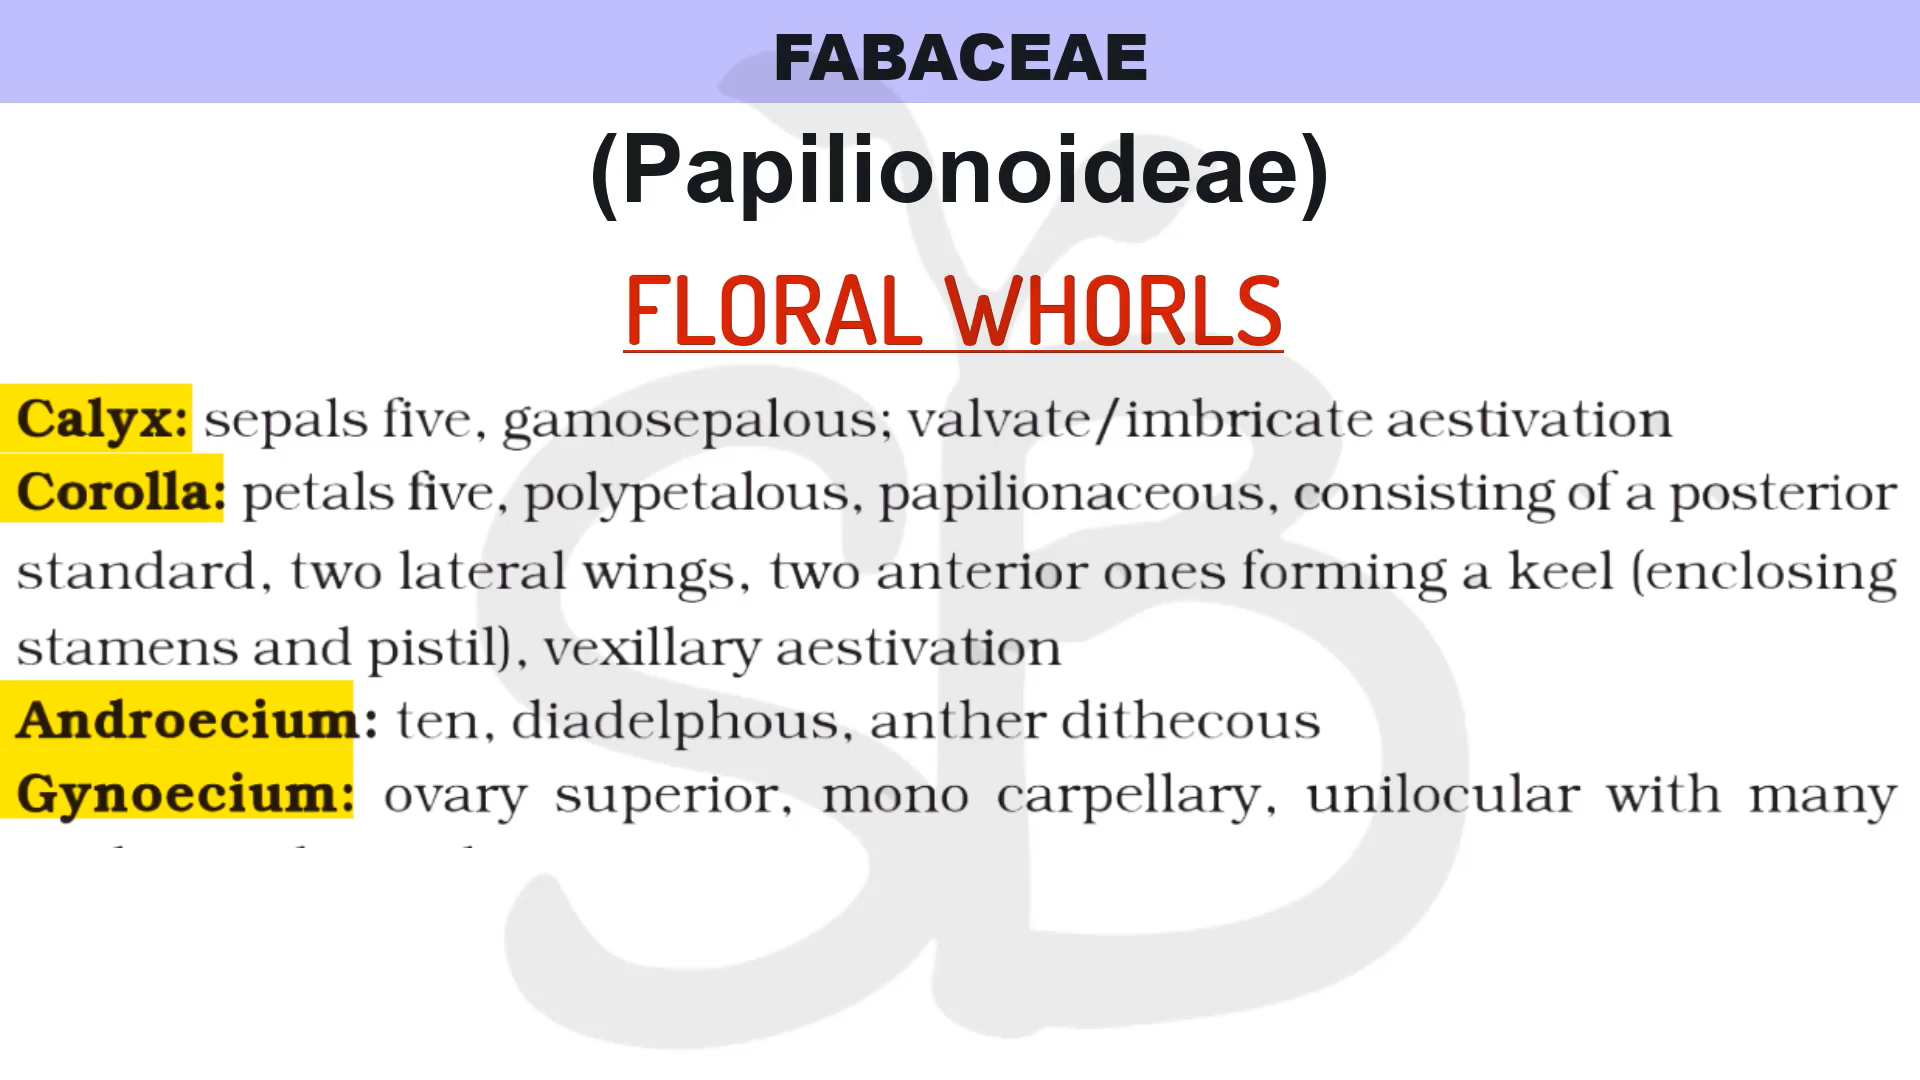 FABACEAE
(Papilionoideae)
FLORAL WHORLS
Calyx: sepals five, gamosepalous; valvate/imbricate aestivation
Corolla: petals five, polypetalous, papilionaceous, consisting of a posterior
standard, two lateral wings, two anterior ones forming a keel (enclosing
stamens and pistil), vexillary aestivation
Androecium: ten, diadelphous, anther dithecous
Gynoecium: ovary superior, mono carpellary, unilocular with many
SB